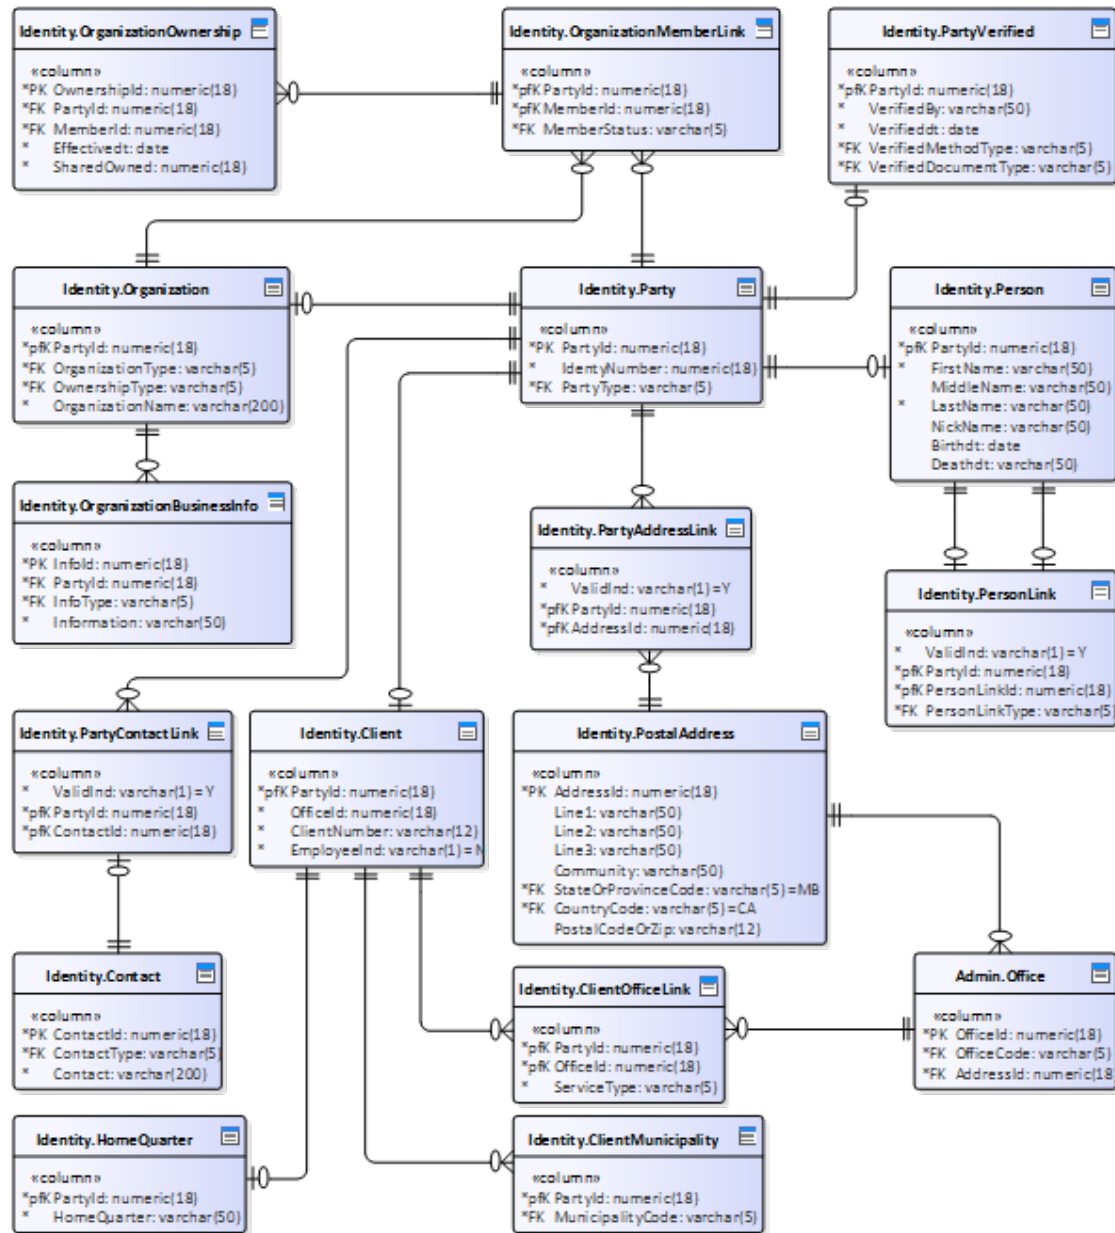 Identity.OrganizationOwnership
«column»
*PK OwnershipId: numeric(18)
*FK PartyId: numeric(18)
*FK MemberId: numeric(18)
* Effectivedt: date
* SharedOwned: numeric(18)
Identity.OrganizationMemberLink
«column»
*pfK PartyId: numeric(18)
*pfK MemberId: numeric(18)
*FK MemberStatus: varchar(5)
Identity.PartyVerified
«column»
*pfK PartyId: numeric(18)
* VerifiedBy: varchar(50)
* Verifieddt: date
*FK VerifiedMethodType: varchar(5)
*FK VerifiedDocumentType: varchar(5)
Identity.Organization
«column»
*pfK PartyId: numeric(18)
*FK OrganizationType: varchar(5)
*FK OwnershipType: varchar(5)
* OrganizationName: varchar(200)
Identity.Party
«column»
*PK PartyId: numeric(18)
* IdentyNumber: numeric(18)
*FK PartyType: varchar(5)
Identity.Person
«column»
*pfK PartyId: numeric(18)
* FirstName: varchar(50)
MiddleName: varchar(50)
* LastName: varchar(50)
NickName: varchar(50)
Birthdt: date
Deathdt: varchar(50)
Identity.OrgranizationBusinessInfo
«column»
*PK InfoId: numeric(18)
*FK PartyId: numeric(18)
*FK InfoType: varchar(5)
* Information: varchar(50)
Identity.PartyAddressLink
«column»
* ValidInd: varchar(1) = Y
*pfK PartyId: numeric(18)
*pfK AddressId: numeric(18)
Identity.PersonLink
«column»
* ValidInd: varchar(1) = Y
*pfK PartyId: numeric(18)
*pfK PersonLinkId: numeric(18)
*FK PersonLinkType: varchar(5)
Identity.PartyContactLink
«column»
* ValidInd: varchar(1) = Y
*pfK PartyId: numeric(18)
*pfK ContactId: numeric(18)
Identity.Client
«column»
*pfK PartyId: numeric(18)
* OfficeId: numeric(18)
* ClientNumber: varchar(12)
* EmployeeInd: varchar(1) = N
Identity.PostalAddress
«column»
*PK AddressId: numeric(18)
Line1: varchar(50)
Line2: varchar(50)
Line3: varchar(50)
Community: varchar(50)
*FK StateOrProvinceCode: varchar(5) = MB
*FK CountryCode: varchar(5) = CA
PostalCodeOrZip: varchar(12)
Identity.Contact
«column»
*PK ContactId: numeric(18)
*FK ContactType: varchar(5)
* Contact: varchar(200)
Identity.ClientOfficeLink
«column»
*pfK PartyId: numeric(18)
*pfK OfficeId: numeric(18)
* ServiceType: varchar(5)
Admin.Office
«column»
*PK OfficeId: numeric(18)
*FK OfficeCode: varchar(5)
*FK AddressId: numeric(18
Identity.HomeQuarter
«column»
*pfK PartyId: numeric(18)
* HomeQuarter: varchar(50)
Identity.ClientMunicipality
«column»
*pfK PartyId: numeric(18)
*FK MunicipalityCode: varchar(5)